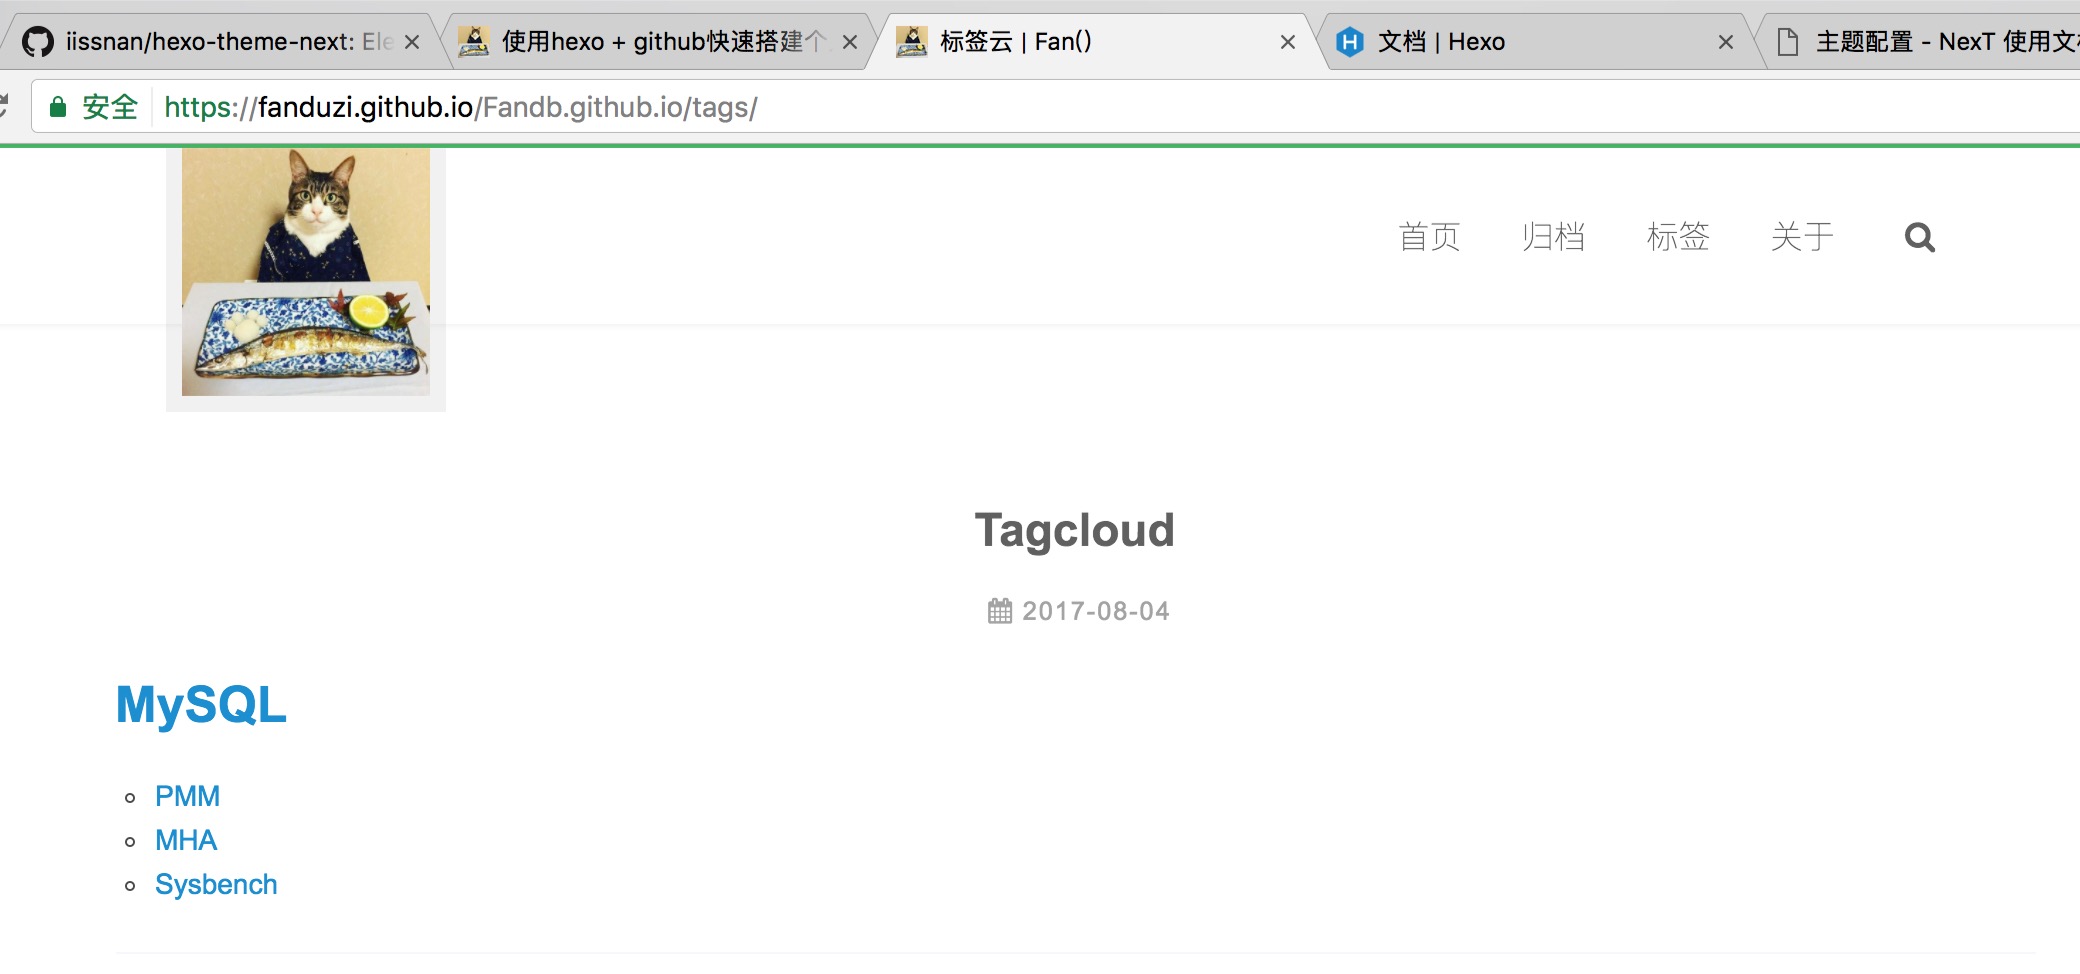 iissnan/hexo-theme-next: Ele
使用hexo + github快速搭建个
标签云 | Fan()
文档 | Hexo
主题配置 - NexT 使用文
安全 https://fanduzi.github.io/Fandb.github.io/tags/
首页 归档 标签 关于
Tagcloud
2017-08-04
MySQL
PMM
MHA
Sysbench